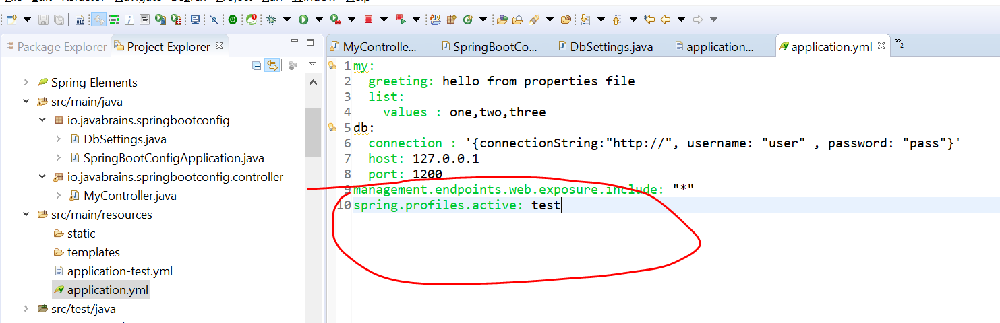 Package Explorer
Project Explorer
Spring Elements
src/main/java
io.javabrains.springbootconfig
DbSettings.java
SpringBootConfigApplication.java
io.javabrains.springbootconfig.controller
MyController.java
src/main/resources
static
templates
application-test.yml
application.yml
src/test/java
MyControlle...
SpringBootCo...
DbSettings.java
application...
application.yml
»2
1 my:
2 greeting: hello from properties file
3 list:
4 values : one,two,three
5 db:
6 connection : '{connectionString:"http://", username: "user" , password: "pass"}'
7 host: 127.0.0.1
8 port: 1200
9 management.endpoints.web.exposure.include: "*"
10 spring.profiles.active: test